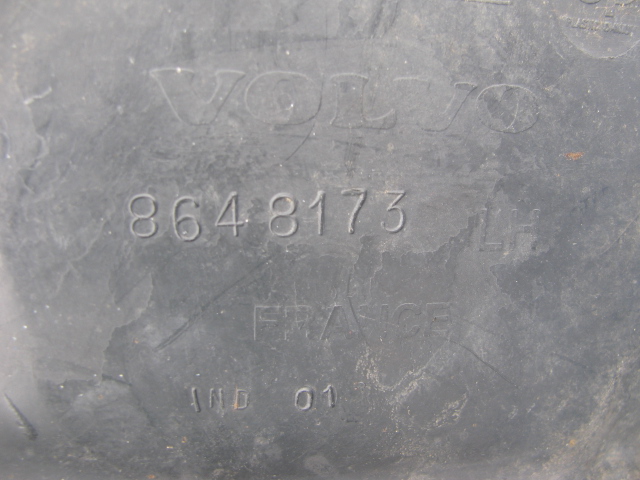 VOLVO
8648173 LH
FRANCE
IND 01